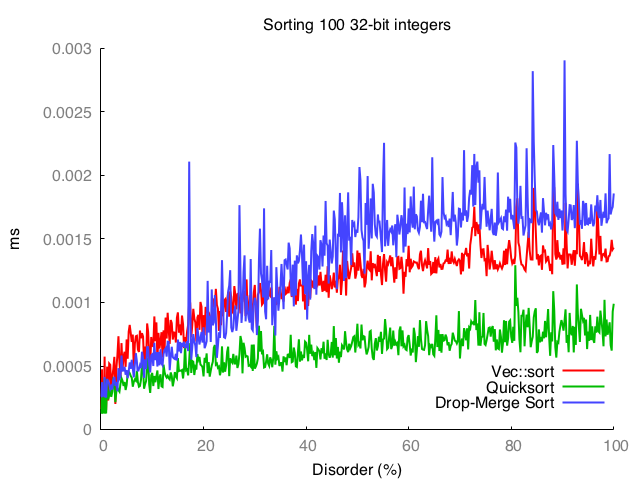 Sorting 100 32-bit integers
0.003
0.0025
0.002
0.0015
0.001
0.0005
0
ms
Vec::sort
Quicksort
Drop-Merge Sort
0 20 40 60 80 100
Disorder (%)